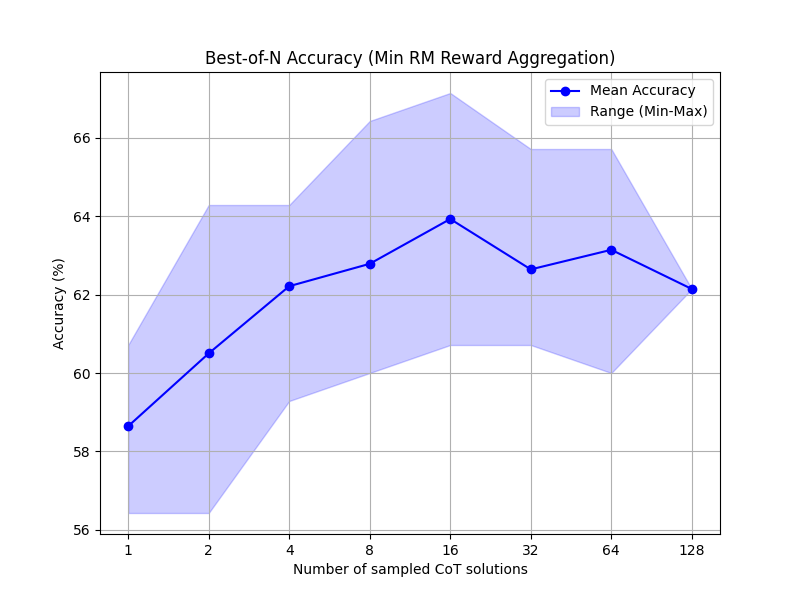 Best-of-N Accuracy (Min RM Reward Aggregation)
Mean Accuracy
Range (Min-Max)
66
64
62
60
58
56
Accuracy (%)
1 2 4 8 16 32 64 128
Number of sampled CoT solutions